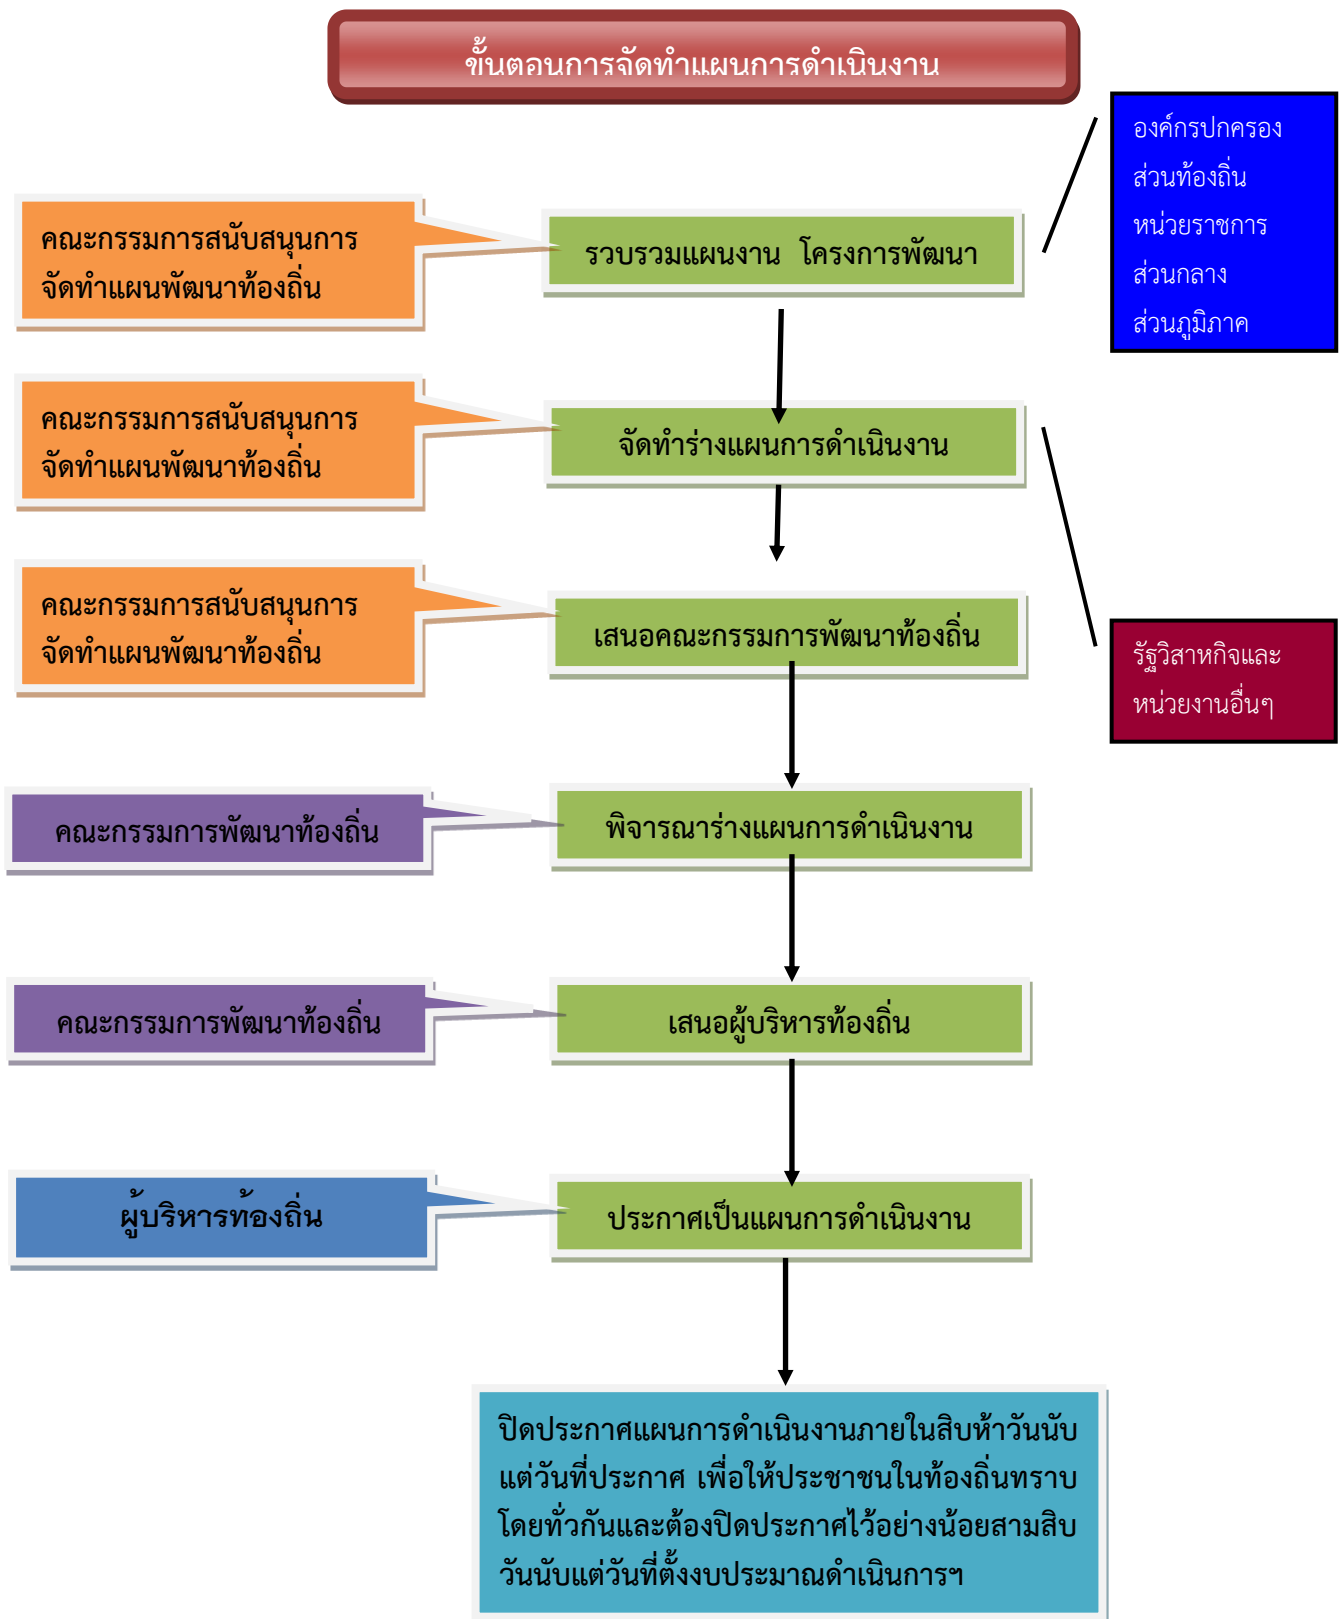 ขั้นตอนการจัดทำแผนการดำเนินงาน
องค์กรปกครอง
ส่วนท้องถิ่น
หน่วยราชการ
ส่วนกลาง
ส่วนภูมิภาค
คณะกรรมการสนับสนุนการ
จัดทำแผนพัฒนาท้องถิ่น
รวบรวมแผนงาน โครงการพัฒนา
คณะกรรมการสนับสนุนการ
จัดทำแผนพัฒนาท้องถิ่น
จัดทำร่างแผนการดำเนินงาน
คณะกรรมการสนับสนุนการ
จัดทำแผนพัฒนาท้องถิ่น
เสนอคณะกรรมการพัฒนาท้องถิ่น
รัฐวิสาหกิจและ
หน่วยงานอื่นๆ
คณะกรรมการพัฒนาท้องถิ่น
พิจารณาร่างแผนการดำเนินงาน
คณะกรรมการพัฒนาท้องถิ่น
เสนอผู้บริหารท้องถิ่น
ผู้บริหารท้องถิ่น
ประกาศเป็นแผนการดำเนินงาน
ปิดประกาศแผนการดำเนินงานภายในสิบห้าวันนับ
แต่วันที่ประกาศ เพื่อให้ประชาชนในท้องถิ่นทราบ
โดยทั่วกันและต้องปิดประกาศไว้อย่างน้อยสามสิบ
วันนับแต่วันที่ตั้งงบประมาณดำเนินการฯ